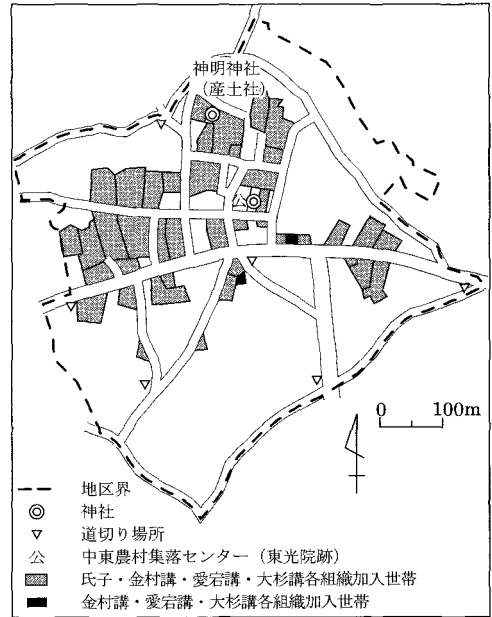 神明神社
（産土社）
公
0 100m
地区界
神社
道切り場所
公 中東農村集落センター（東光院跡）
氏子・金村講・愛宕講・大杉講各組織加入世帯
金村講・愛宕講・大杉講各組織加入世帯